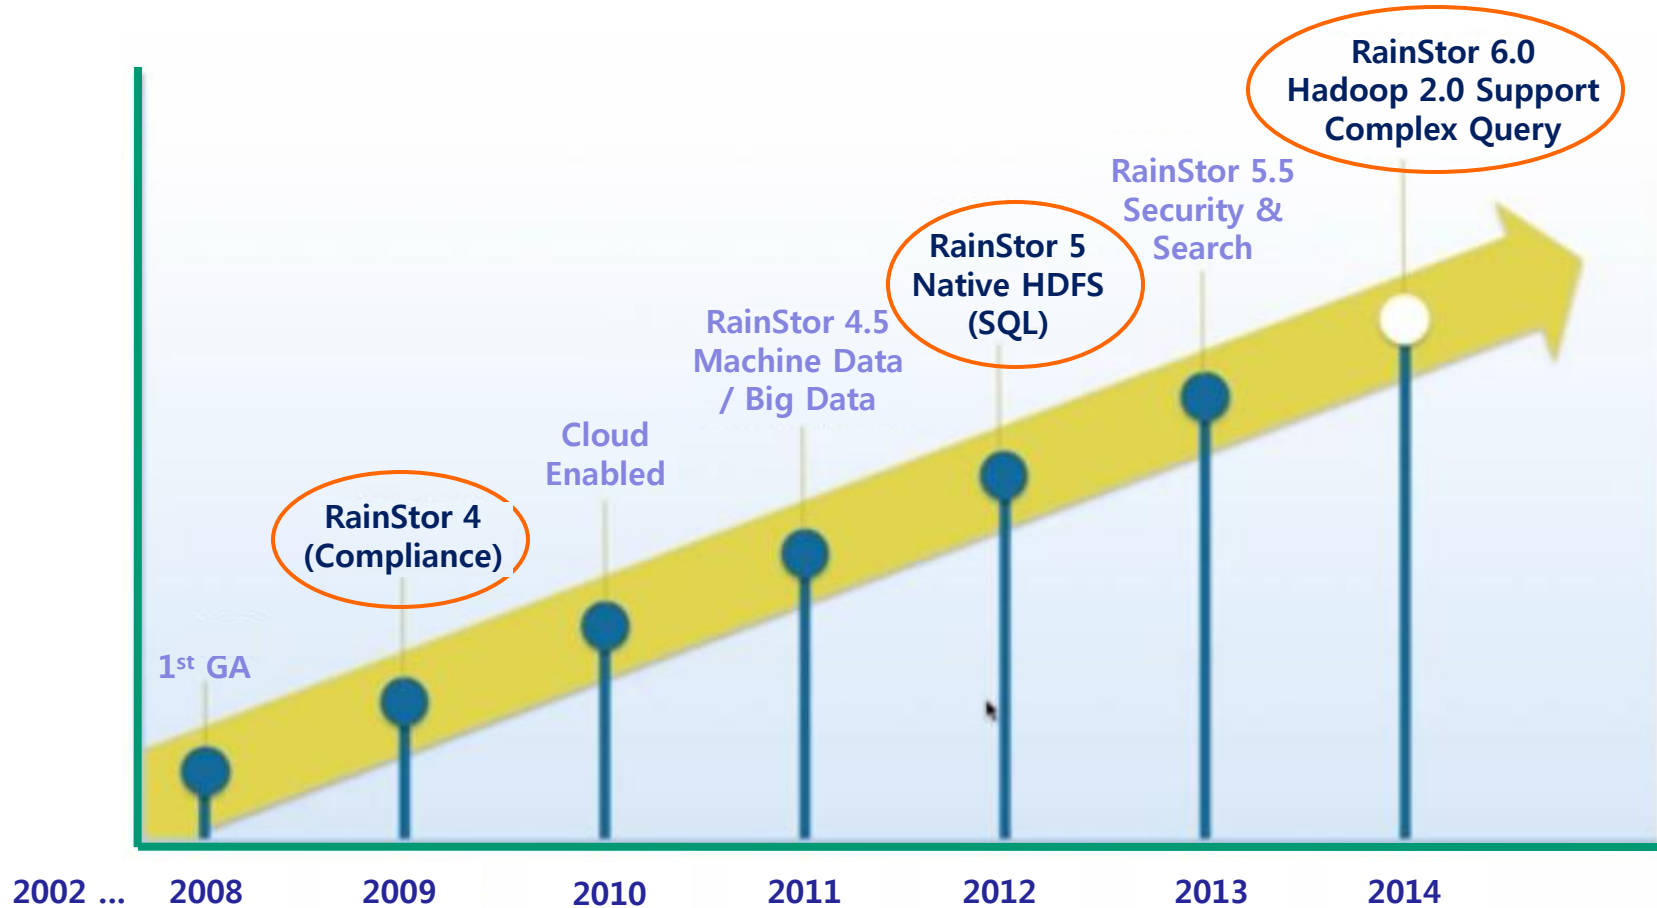 RainStor 6.0
Hadoop 2.0 Support
Complex Query
RainStor 5.5
Security &
Search
RainStor 5
Native HDFS
(SQL)
RainStor 4.5
Machine Data
/ Big Data
Cloud
Enabled
RainStor 4
(Compliance)
1st GA
2002 ... 2008 2009 2010 2011 2012 2013 2014